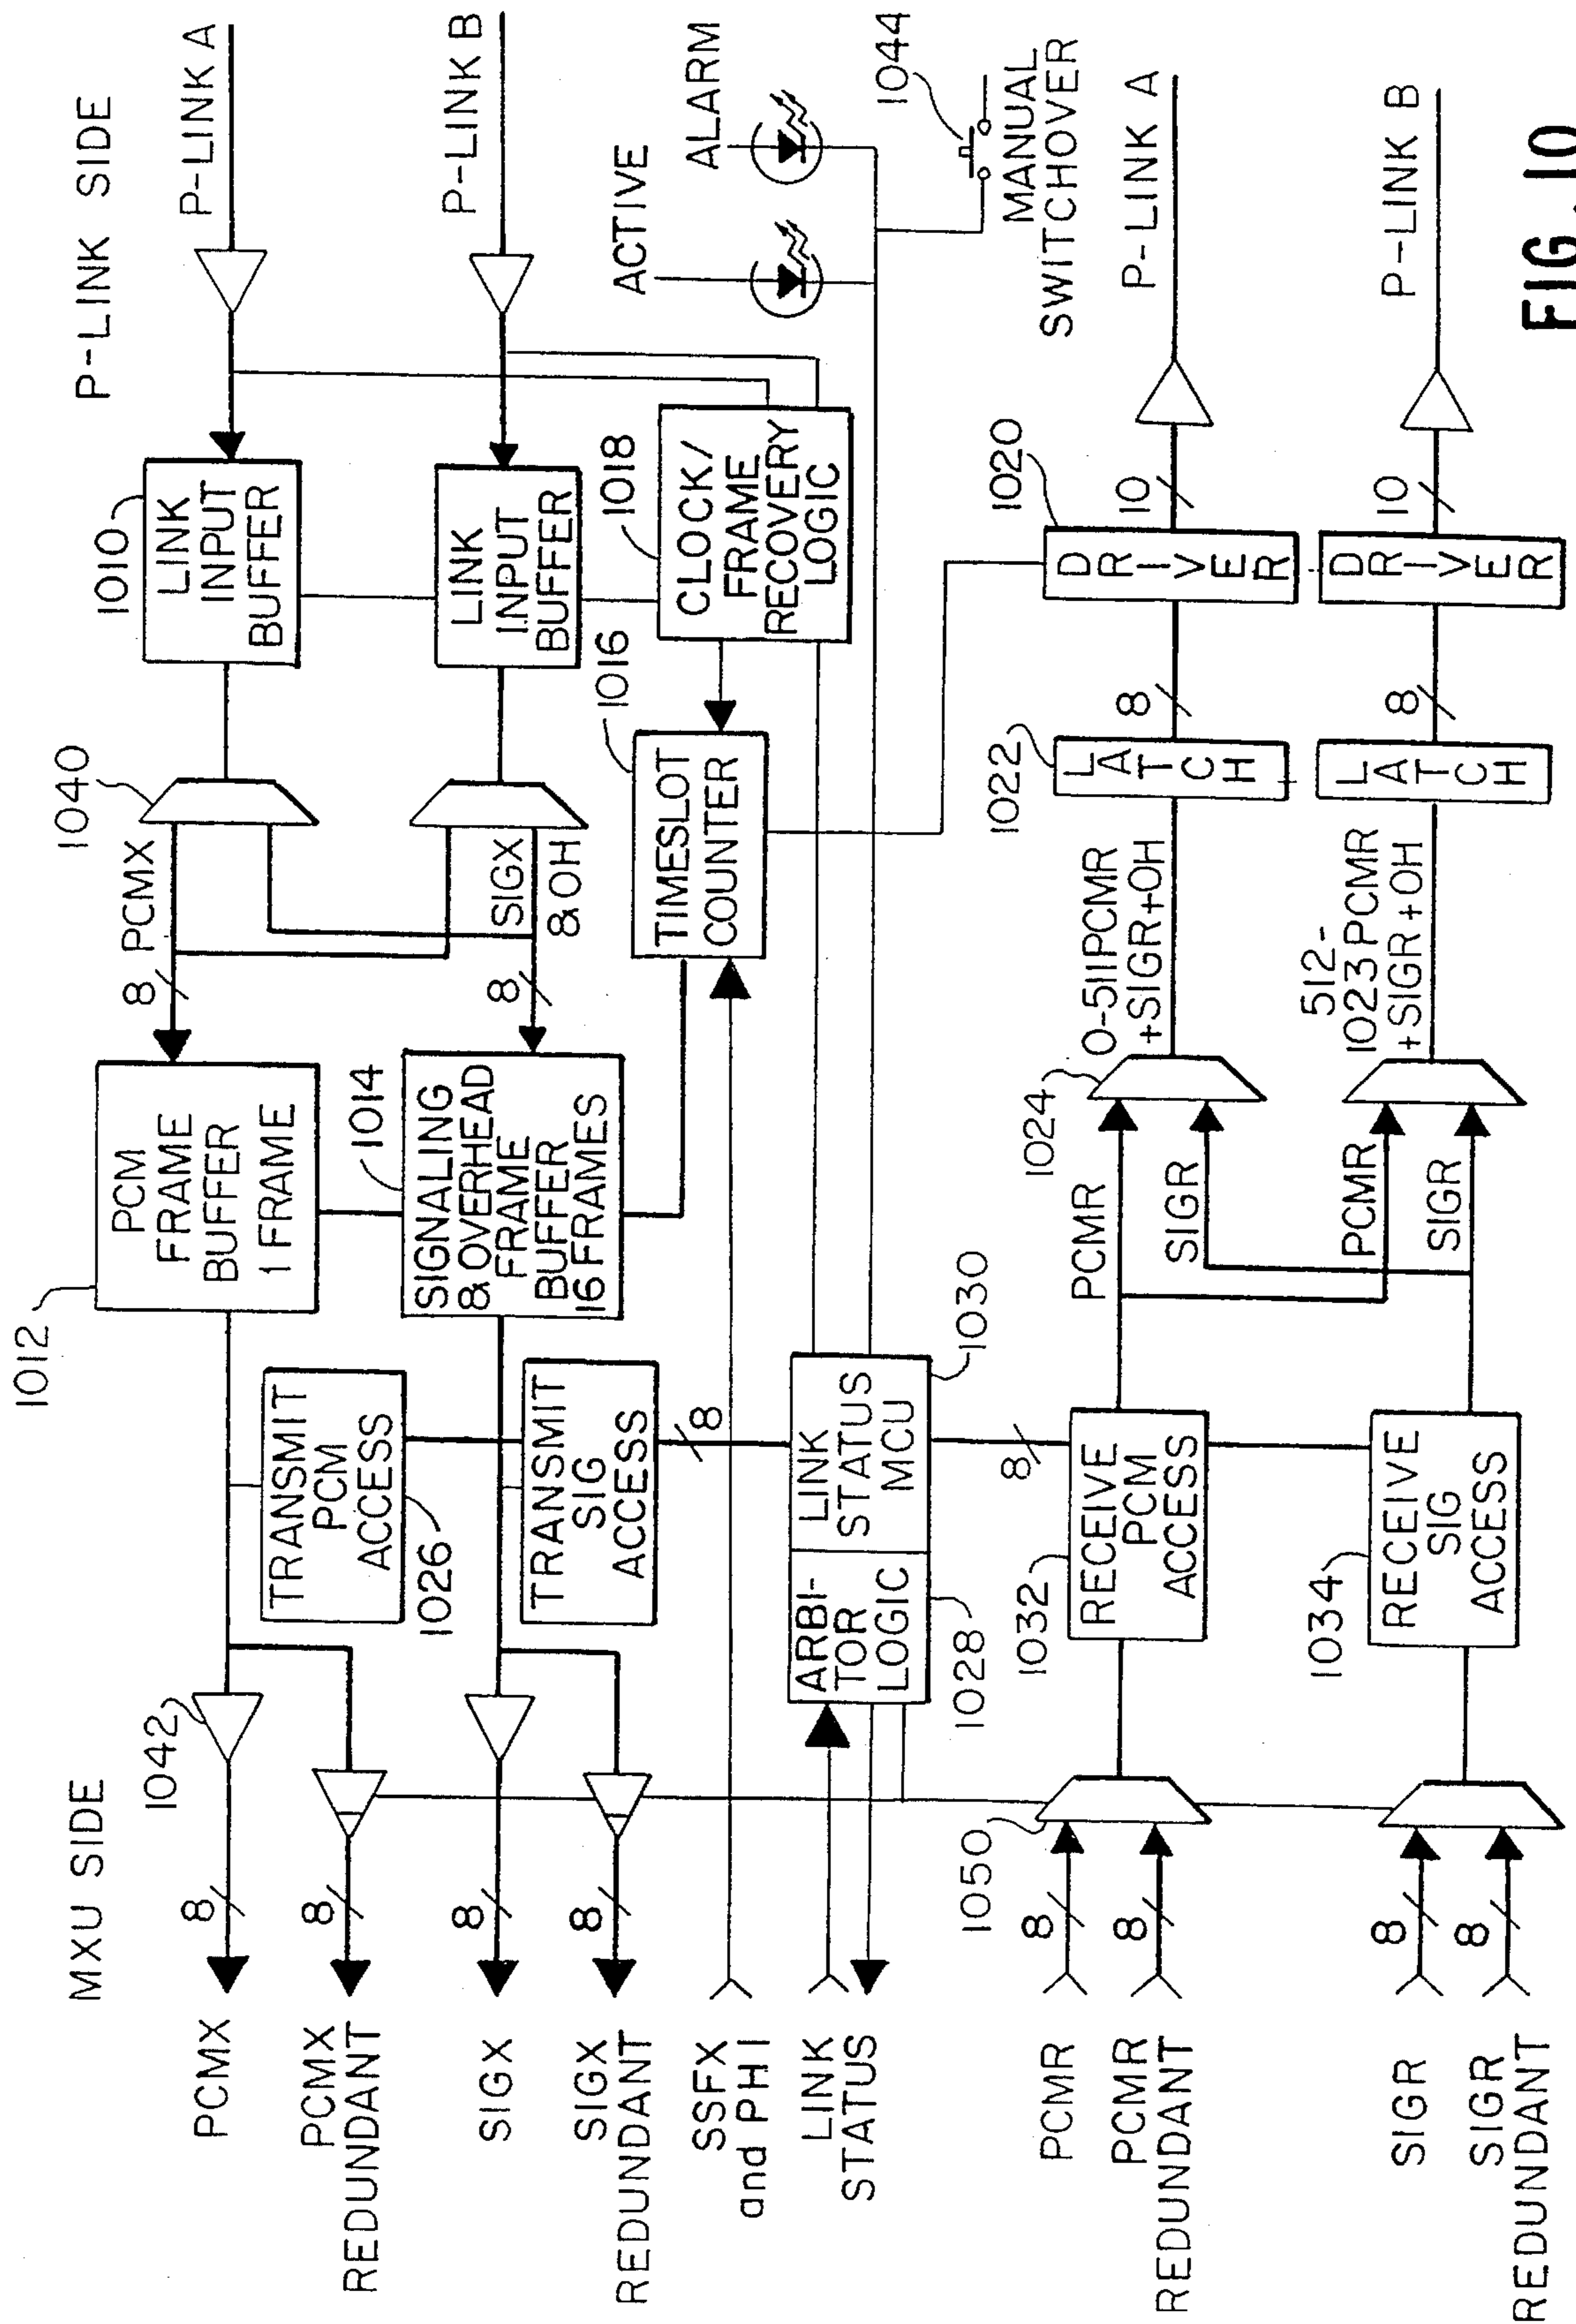 MXU SIDE
P-LINK SIDE
PCMX
8
1042
1012
PCM
FRAME
BUFFER
1 FRAME
8
PCMX
1040
1010
LINK
INPUT
BUFFER
P-LINK A
PCMX
REDUNDANT
8
TRANSMIT
PCM
ACCESS
1026
1014
SIGNALING
& OVERHEAD
FRAME
BUFFER
16 FRAMES
8
SIGX
& OH
LINK
INPUT
BUFFER
P-LINK B
SIGX
8
SIGX
REDUNDANT
8
TRANSMIT
SIG
ACCESS
8
1016
TIMESLOT
COUNTER
1018
CLOCK/
FRAME
RECOVERY
LOGIC
ACTIVE
ALARM
SSFX
and PHI
LINK
STATUS
ARBI-
TOR
LOGIC
1028
LINK
STATUS
MCU
1030
1044
MANUAL
SWITCHOVER
PCMR
8
1050
PCMR
REDUNDANT
8
1032
RECEIVE
PCM
ACCESS
8
PCMR
SIGR
1024
0-511PCMR
+SIGR+OH
1022
LATCH
8
1020
DRIVER
10
P-LINK A
SIGR
8
SIGR
REDUNDANT
8
1034
RECEIVE
SIG
ACCESS
PCMR
SIGR
512-
1023PCMR
+SIGR+OH
LATCH
8
DRIVER
10
P-LINK B
FIG. 10